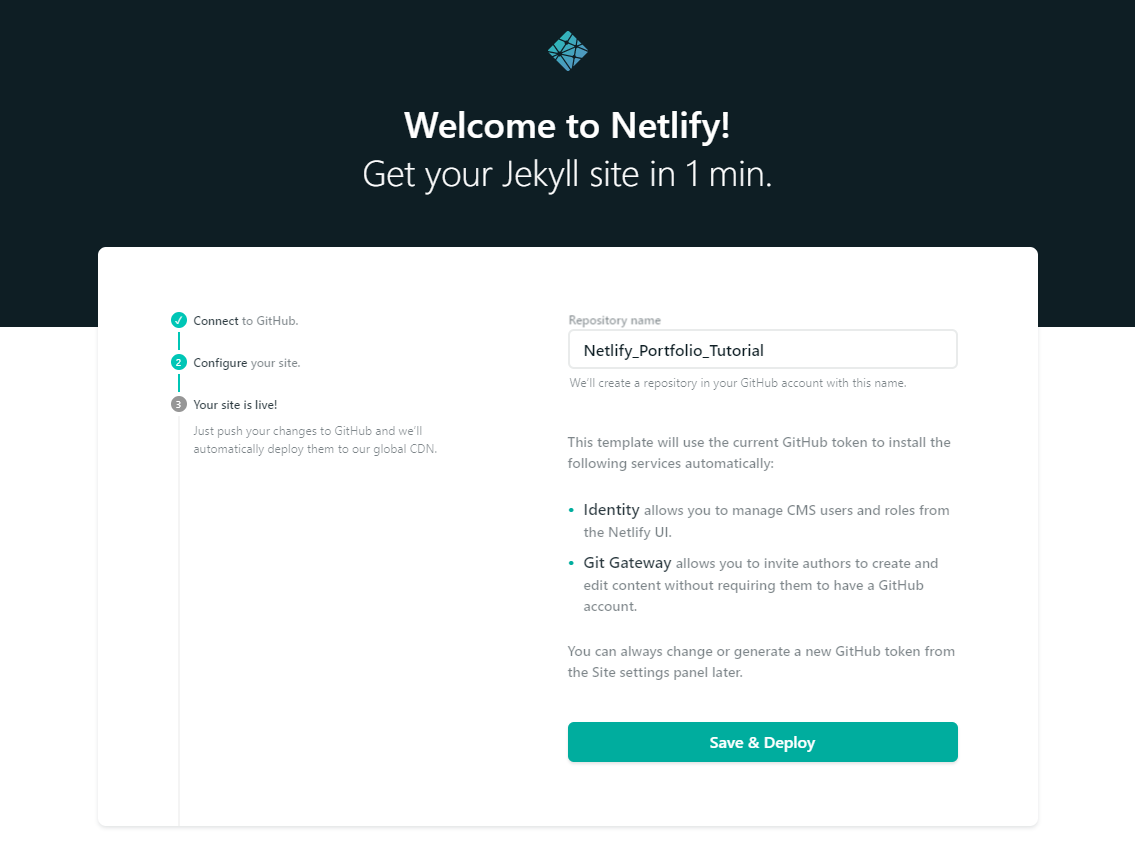 Welcome to Netlify!
Get your Jekyll site in 1 min.
Connect to GitHub.
2 Configure your site.
3 Your site is live!
Just push your changes to GitHub and we'll
automatically deploy them to our global CDN.
Repository name
Netlify_Portfolio_Tutorial
We'll create a repository in your GitHub account with this name.
This template will use the current GitHub token to install the
following services automatically:
• Identity allows you to manage CMS users and roles from
the Netlify UI.
• Git Gateway allows you to invite authors to create and
edit content without requiring them to have a GitHub
account.
You can always change or generate a new GitHub token from
the Site settings panel later.
Save & Deploy